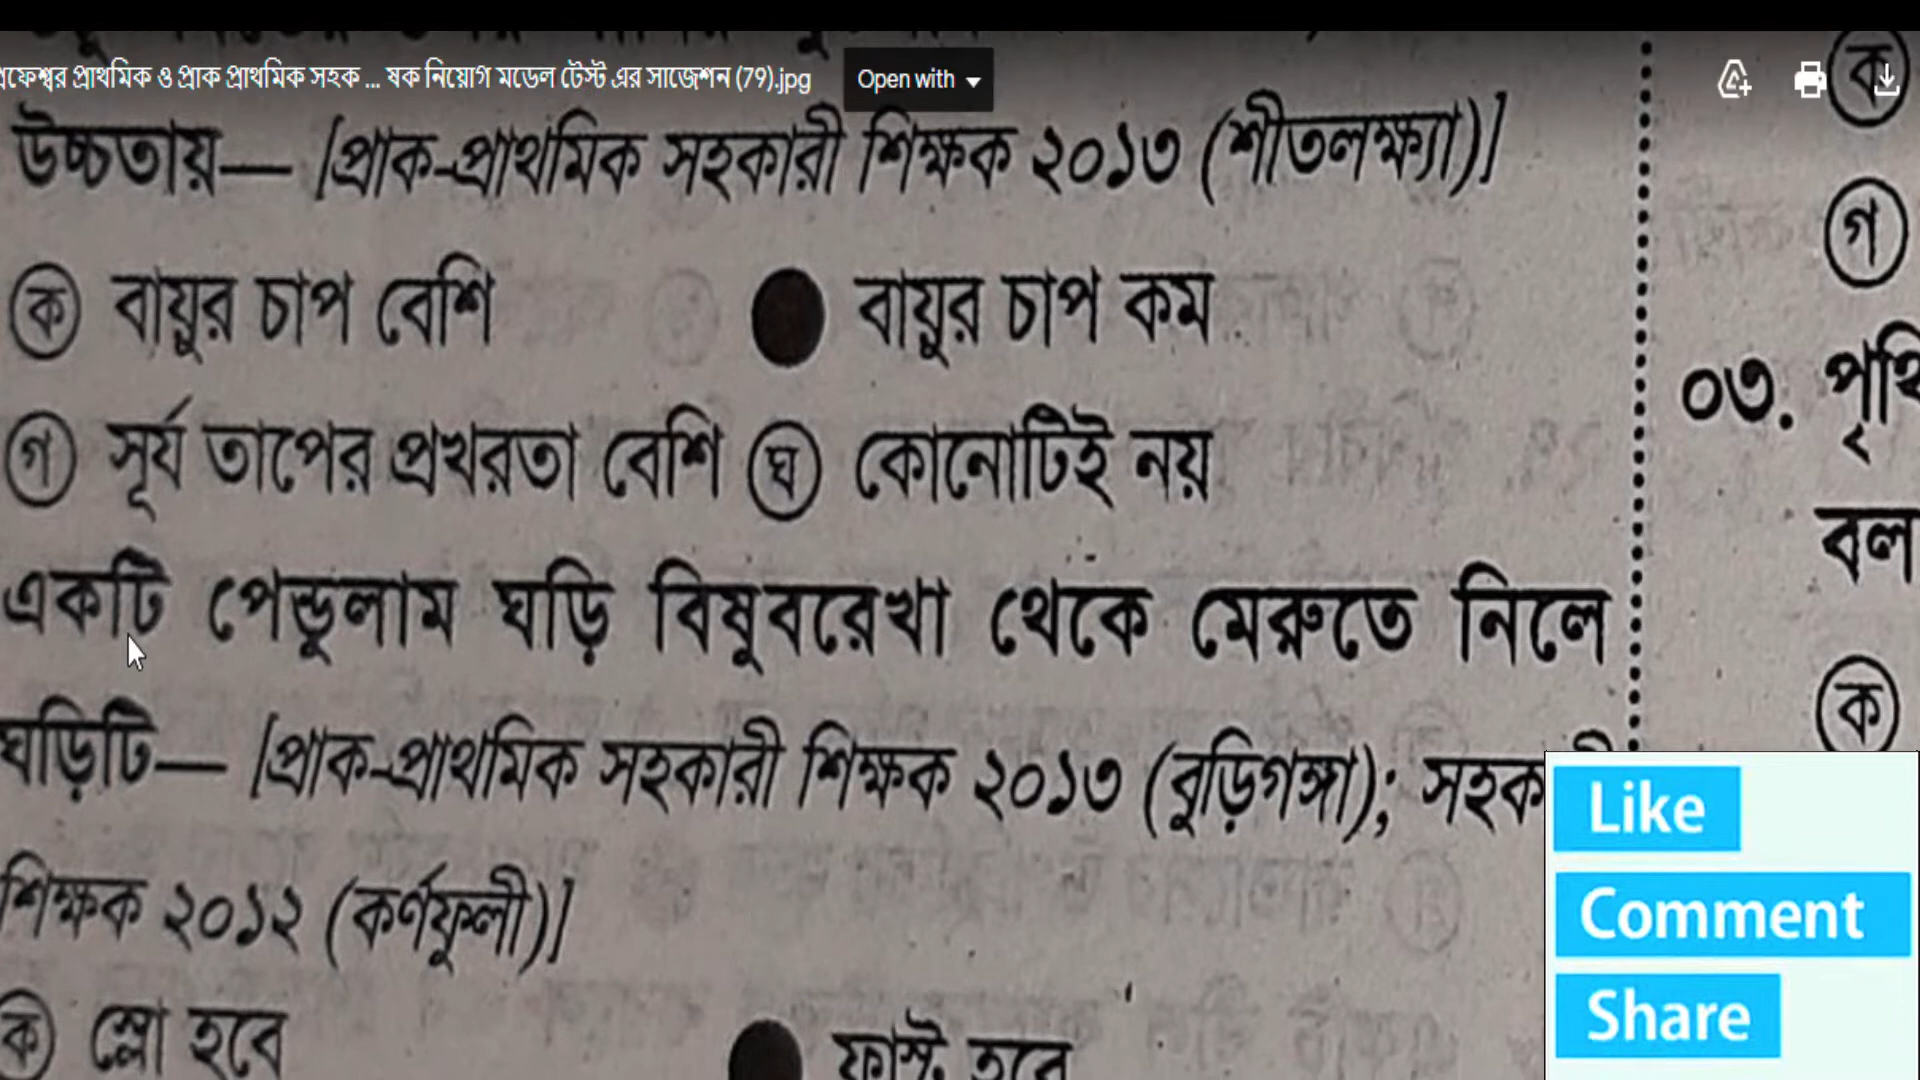 প্রফেশ্বর প্রাথমিক ও প্রাক প্রাথমিক সহক ... ষক নিয়োগ মডেল টেস্ট এর সাজেশন (79).jpg
Open with
উচ্চতায়— [প্রাক-প্রাথমিক সহকারী শিক্ষক ২০১৩ (শীতলক্ষ্যা)]
ক বায়ুর চাপ বেশি বায়ুর চাপ কম
গ সূর্য তাপের প্রখরতা বেশি ঘ কোনোটিই নয়
একটি পেন্ডুলাম ঘড়ি বিষুবরেখা থেকে মেরুতে নিলে
ঘড়িটি— [প্রাক-প্রাথমিক সহকারী শিক্ষক ২০১৩ (বুড়িগঙ্গা); সহক
শিক্ষক ২০১২ (কর্ণফুলী)]
ক স্লো হবে ফাস্ট হবে
ক
গ
০৩. পৃথি
বল
ক
Like
Comment
Share